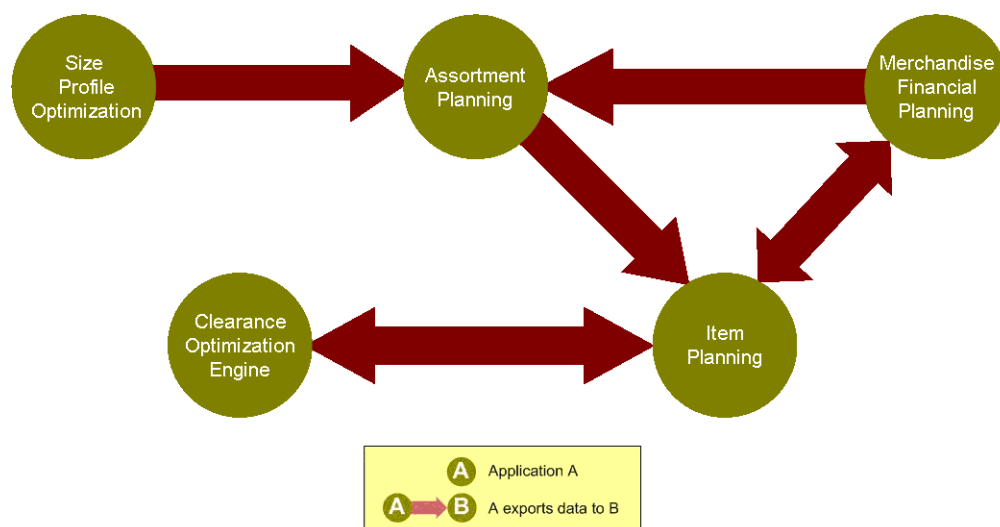 Size
Profile
Optimization
Assortment
Planning
Merchandise
Financial
Planning
Clearance
Optimization
Engine
Item
Planning
A Application A
A B A exports data to B